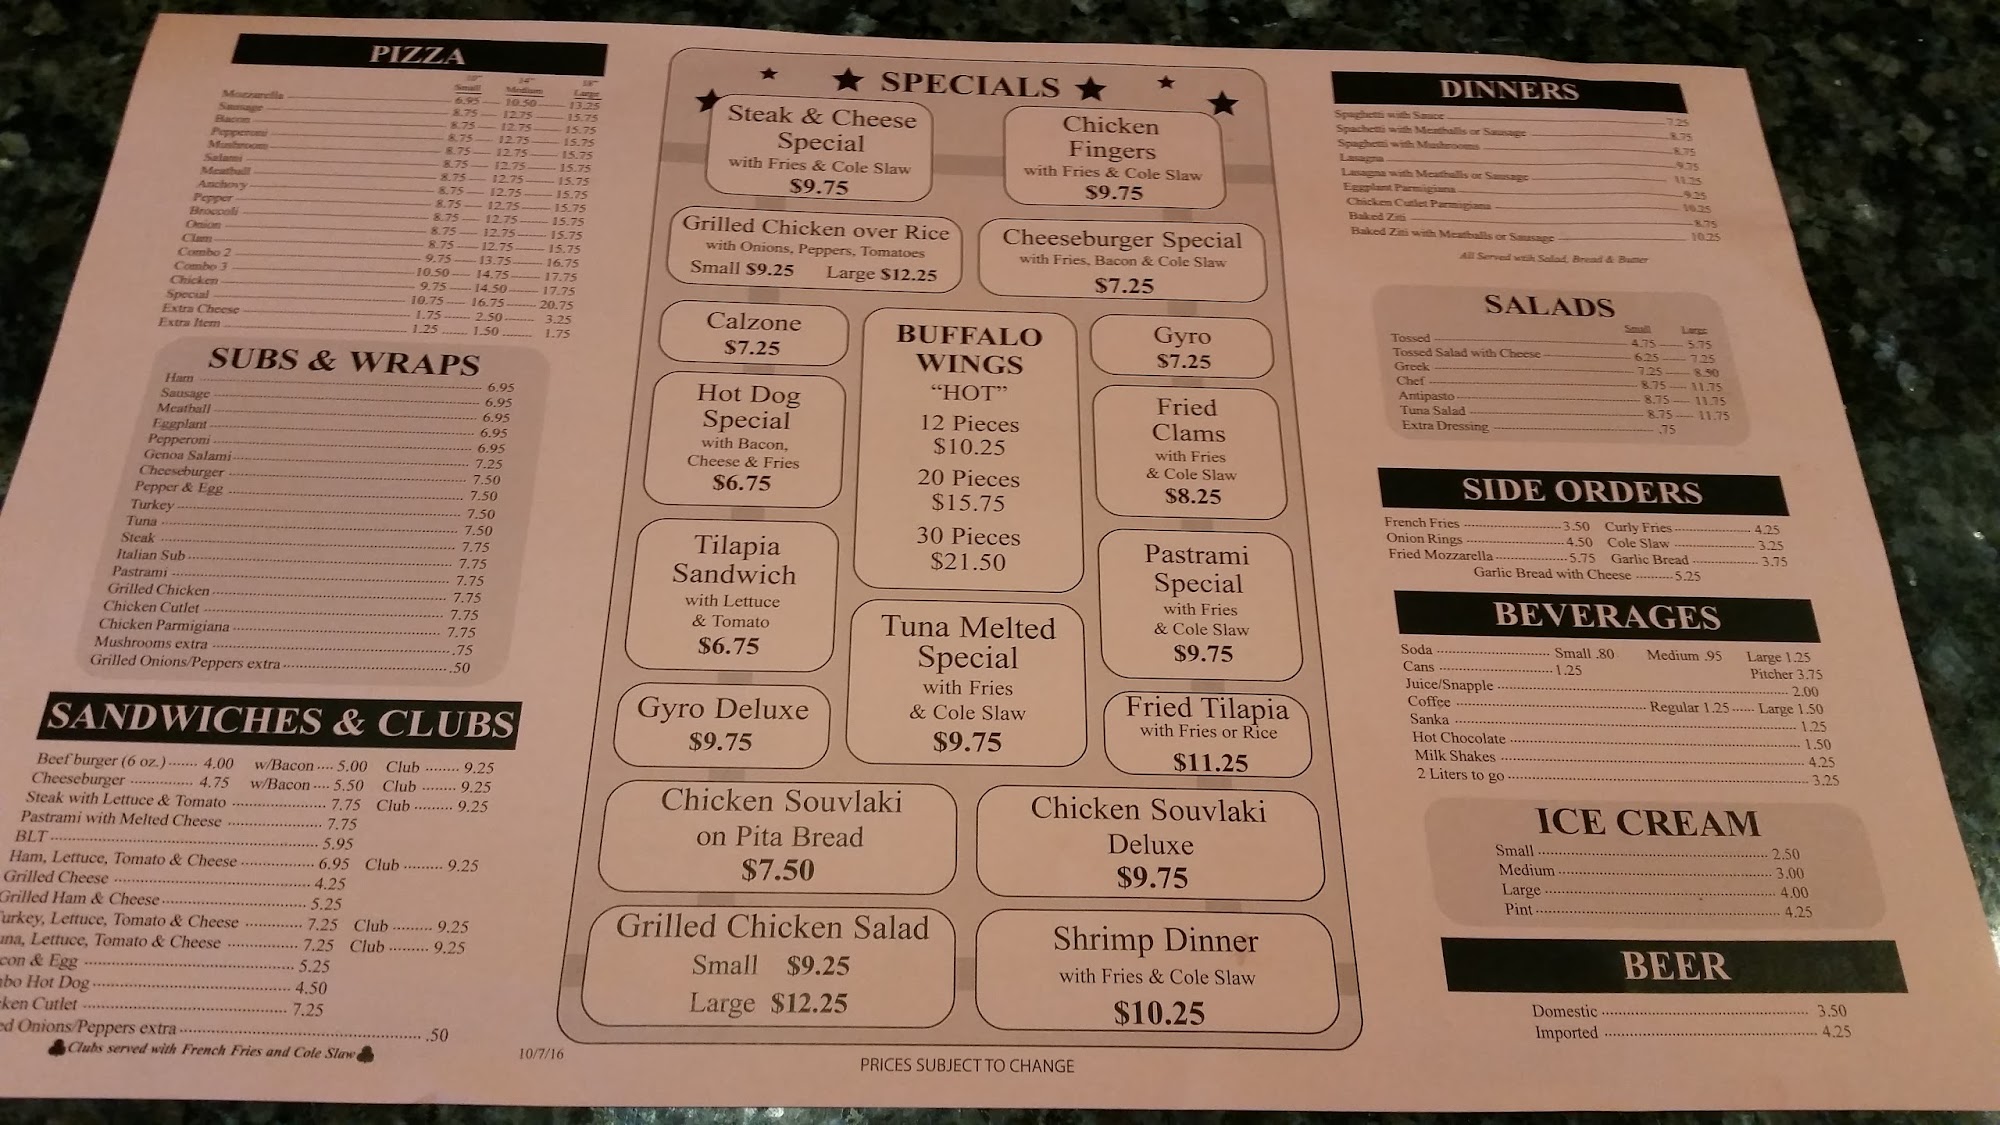 PIZZA
10" 14" 18"
Small Medium Large
Mozzarella 6.95 10.50 13.25
Sausage 8.75 12.75 15.75
Bacon 8.75 12.75 15.75
Pepperoni 8.75 12.75 15.75
Mushroom 8.75 12.75 15.75
Salami 8.75 12.75 15.75
Meatball 8.75 12.75 15.75
Anchovy 8.75 12.75 15.75
Pepper 8.75 12.75 15.75
Broccoli 8.75 12.75 15.75
Onion 8.75 12.75 15.75
Clam 8.75 12.75 15.75
Combo 2 9.75 13.75 16.75
Combo 3 10.50 14.75 17.75
Chicken 9.75 14.50 17.75
Special 10.75 16.75 20.75
Extra Cheese 1.75 2.50 3.25
Extra Item 1.25 1.50 1.75
SUBS & WRAPS
Ham 6.95
Sausage 6.95
Meatball 6.95
Eggplant 6.95
Pepperoni 6.95
Genoa Salami 7.25
Cheeseburger 7.50
Pepper & Egg 7.50
Turkey 7.50
Tuna 7.50
Steak 7.75
Italian Sub 7.75
Pastrami 7.75
Grilled Chicken 7.75
Chicken Cutlet 7.75
Chicken Parmigiana 7.75
Mushrooms extra .75
Grilled Onions/Peppers extra .50
SANDWICHES & CLUBS
Beef burger (6 oz.) 4.00 w/Bacon 5.00 Club 9.25
Cheeseburger 4.75 w/Bacon 5.50 Club 9.25
Steak with Lettuce & Tomato 7.75 Club 9.25
Pastrami with Melted Cheese 7.75
BLT 5.95
Ham, Lettuce, Tomato & Cheese 6.95 Club 9.25
Grilled Cheese 4.25
Grilled Ham & Cheese 5.25
urkey, Lettuce, Tomato & Cheese 7.25 Club 9.25
una, Lettuce, Tomato & Cheese 7.25 Club 9.25
con & Egg 5.25
bo Hot Dog 4.50
ken Cutlet 7.25
ed Onions/Peppers extra .50
Clubs served with French Fries and Cole Slaw
10/7/16
SPECIALS
Steak & Cheese
Special
with Fries & Cole Slaw
$9.75
Chicken
Fingers
with Fries & Cole Slaw
$9.75
Grilled Chicken over Rice
with Onions, Peppers, Tomatoes
Small $9.25 Large $12.25
Cheeseburger Special
with Fries, Bacon & Cole Slaw
$7.25
Calzone
$7.25
BUFFALO
WINGS
"HOT"
12 Pieces
$10.25
20 Pieces
$15.75
30 Pieces
$21.50
Gyro
$7.25
Hot Dog
Special
with Bacon,
Cheese & Fries
$6.75
Fried
Clams
with Fries
& Cole Slaw
$8.25
Tilapia
Sandwich
with Lettuce
& Tomato
$6.75
Tuna Melted
Special
with Fries
& Cole Slaw
$9.75
Pastrami
Special
with Fries
& Cole Slaw
$9.75
Gyro Deluxe
$9.75
Fried Tilapia
with Fries or Rice
$11.25
Chicken Souvlaki
on Pita Bread
$7.50
Chicken Souvlaki
Deluxe
$9.75
Grilled Chicken Salad
Small $9.25
Large $12.25
Shrimp Dinner
with Fries & Cole Slaw
$10.25
PRICES SUBJECT TO CHANGE
DINNERS
Spaghetti with Sauce 7.25
Spaghetti with Meatballs or Sausage 8.75
Spaghetti with Mushrooms 8.75
Lasagna 9.75
Lasagna with Meatballs or Sausage 11.25
Eggplant Parmigiana 9.25
Chicken Cutlet Parmigiana 10.25
Baked Ziti 8.75
Baked Ziti with Meatballs or Sausage 10.25
All Served with Salad, Bread & Butter
SALADS
Small Large
Tossed 4.75 5.75
Tossed Salad with Cheese 6.25 7.25
Greek 7.25 8.50
Chef 8.75 11.75
Antipasto 8.75 11.75
Tuna Salad 8.75 11.75
Extra Dressing .75
SIDE ORDERS
French Fries 3.50 Curly Fries 4.25
Onion Rings 4.50 Cole Slaw 3.25
Fried Mozzarella 5.75 Garlic Bread 3.75
Garlic Bread with Cheese 5.25
BEVERAGES
Soda Small .80 Medium .95 Large 1.25
Cans 1.25 Pitcher 3.75
Juice/Snapple 2.00
Coffee Regular 1.25 Large 1.50
Sanka 1.25
Hot Chocolate 1.50
Milk Shakes 4.25
2 Liters to go 3.25
ICE CREAM
Small 2.50
Medium 3.00
Large 4.00
Pint 4.25
BEER
Domestic 3.50
Imported 4.25